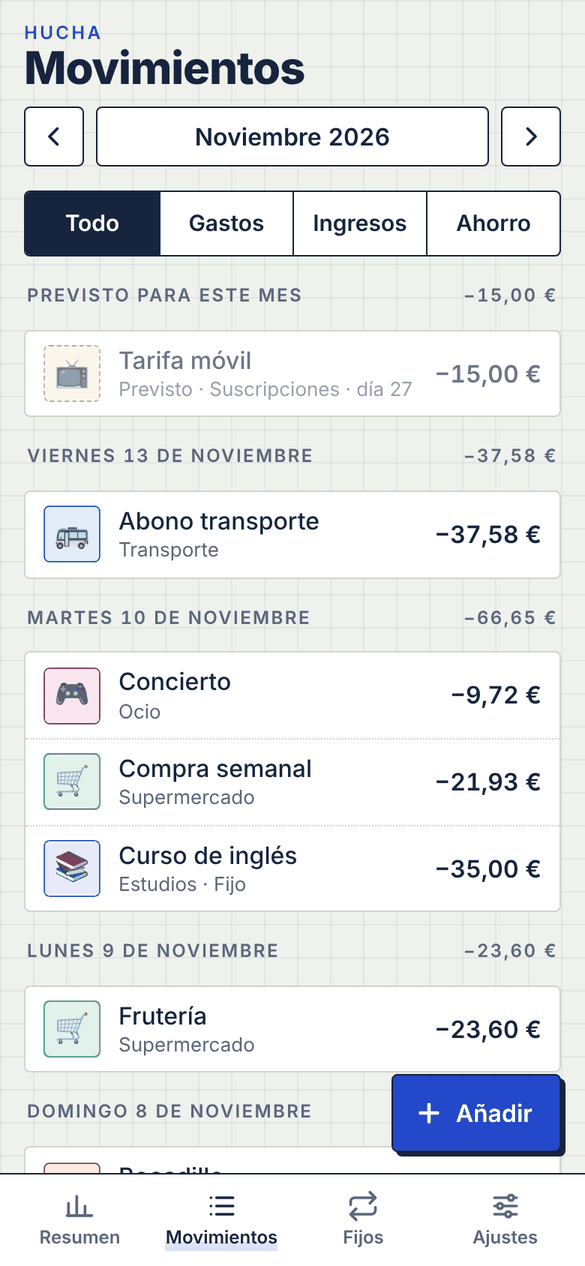 HUCHA
Movimientos
Noviembre 2026
Todo
Gastos
Ingresos
Ahorro
PREVISTO PARA ESTE MES
−15,00 €
Tarifa móvil
Previsto · Suscripciones · día 27
−15,00 €
VIERNES 13 DE NOVIEMBRE
−37,58 €
Abono transporte
Transporte
−37,58 €
MARTES 10 DE NOVIEMBRE
−66,65 €
Concierto
Ocio
−9,72 €
Compra semanal
Supermercado
−21,93 €
Curso de inglés
Estudios · Fijo
−35,00 €
LUNES 9 DE NOVIEMBRE
−23,60 €
Frutería
Supermercado
−23,60 €
DOMINGO 8 DE NOVIEMBRE
+ Añadir
Resumen
Movimientos
Fijos
Ajustes